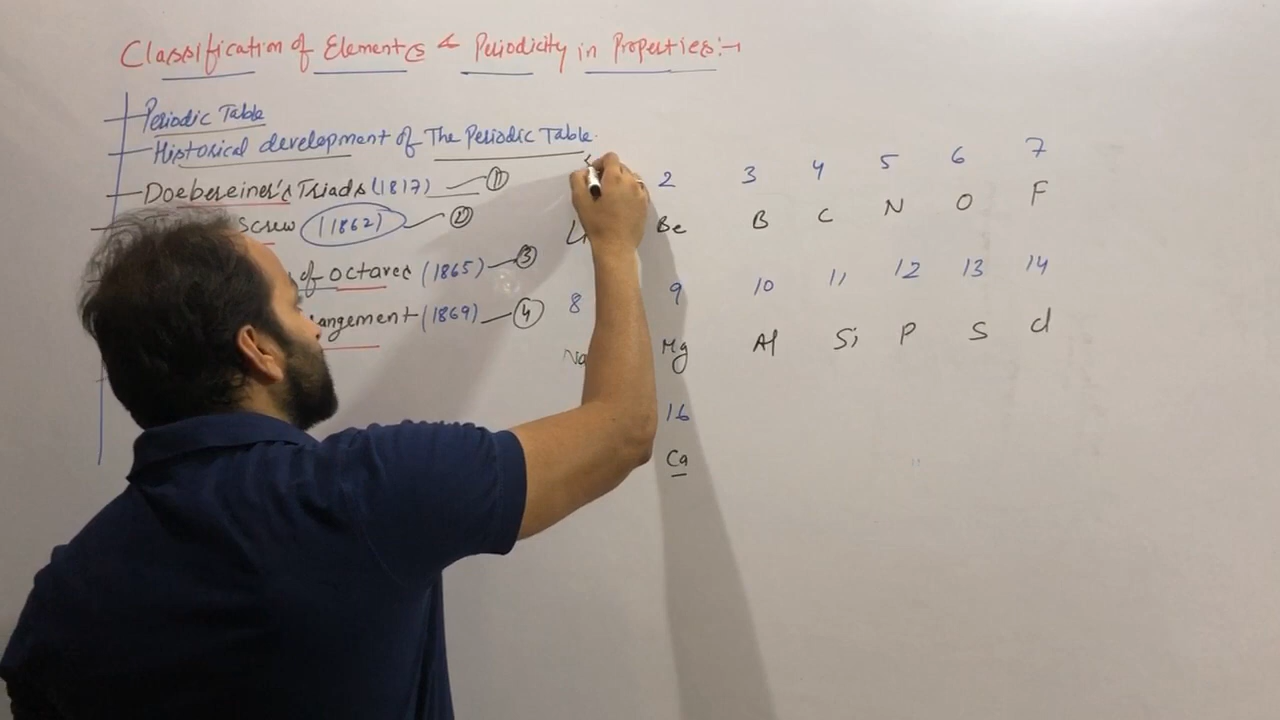 Classification of Elements & Periodicity in Properties:-
Periodic Table
Historical development of The Periodic Table.
Doebereiner's Triads (1817) 1
Screw (1862) 2
of octaves (1865) 3
angement (1869) 4
2 3 4 5 6 7
Li Be B C N O F
8 9 10 11 12 13 14
Na Mg Al Si P S Cl
16
Ca